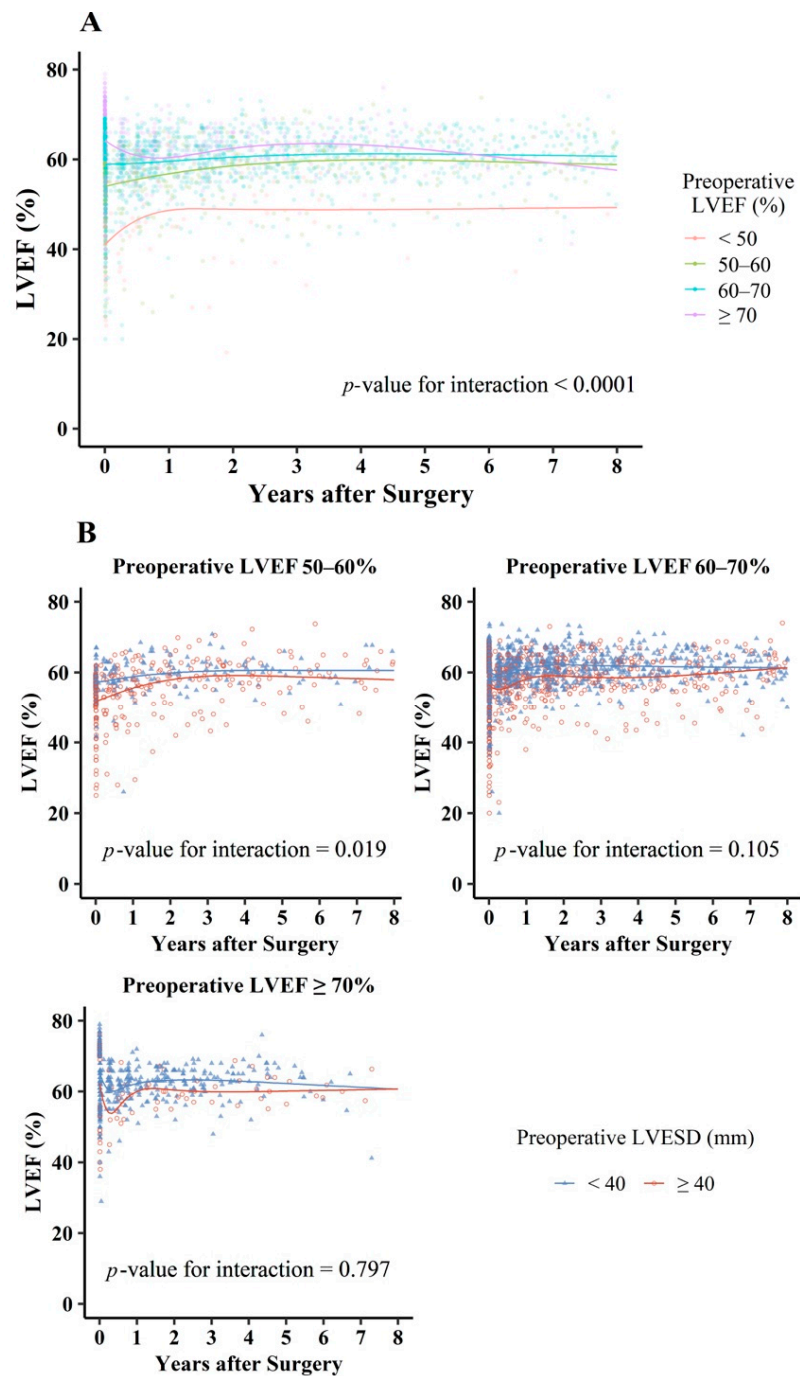 A
80
60
40
20
0
LVEF (%)
0 1 2 3 4 5 6 7 8
Years after Surgery
p-value for interaction < 0.0001
Preoperative
LVEF (%)
< 50
50–60
60–70
≥ 70
B
Preoperative LVEF 50–60%
80
60
40
20
0
LVEF (%)
p-value for interaction = 0.019
0 1 2 3 4 5 6 7 8
Years after Surgery
Preoperative LVEF 60–70%
80
60
40
20
0
LVEF (%)
p-value for interaction = 0.105
0 1 2 3 4 5 6 7 8
Years after Surgery
Preoperative LVEF ≥ 70%
80
60
40
20
0
LVEF (%)
p-value for interaction = 0.797
0 1 2 3 4 5 6 7 8
Years after Surgery
Preoperative LVESD (mm)
< 40 ≥ 40